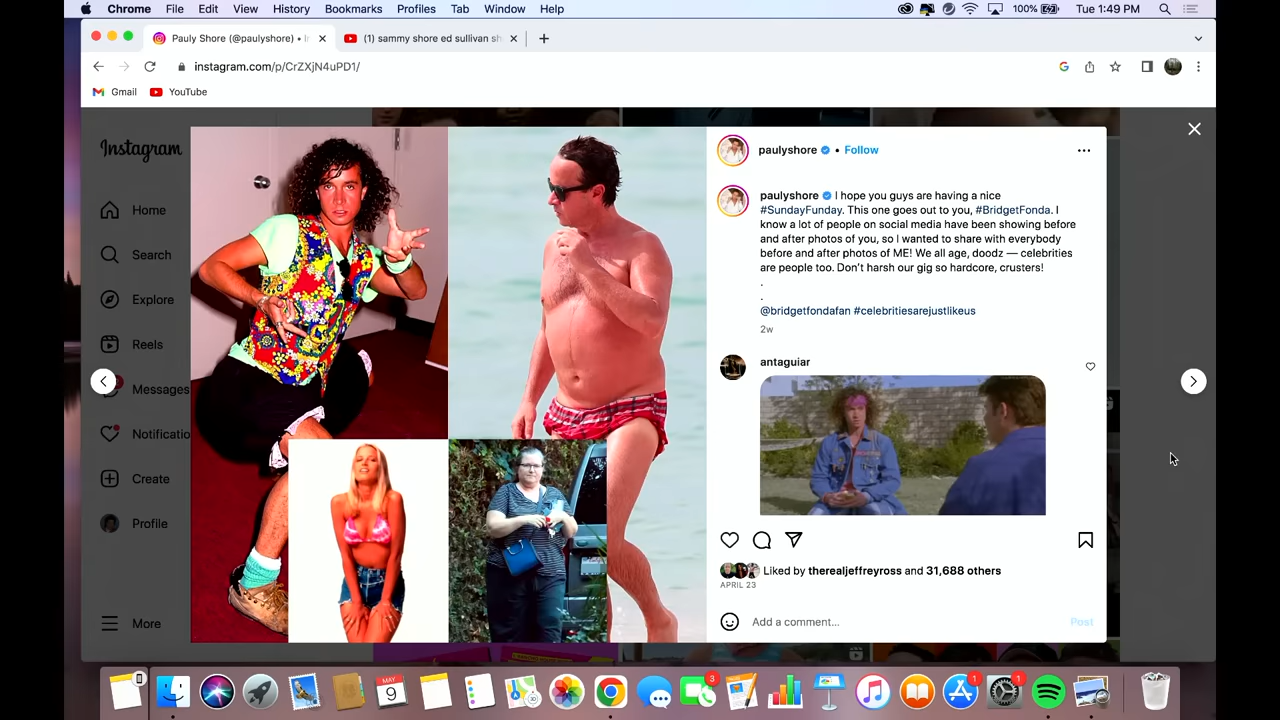 Chrome File Edit View History Bookmarks Profiles Tab Window Help 100% Tue 1:49 PM
Pauly Shore (@paulyshore) • I
(1) sammy shore ed sullivan sh
instagram.com/p/CrZXjN4uPD1/
Gmail YouTube
Instagram
Home
Search
Explore
Reels
Messages
Notificatio
Create
Profile
More
paulyshore • Follow
paulyshore I hope you guys are having a nice
#SundayFunday. This one goes out to you, #BridgetFonda. I
know a lot of people on social media have been showing before
and after photos of you, so I wanted to share with everybody
before and after photos of ME! We all age, doodz — celebrities
are people too. Don't harsh our gig so hardcore, crusters!
.
.
@bridgetfondafan #celebritiesarejustlikeus
2w
antaguiar
Liked by therealjeffreyross and 31,688 others
APRIL 23
Add a comment...
Post
MAY
9
3
1
1